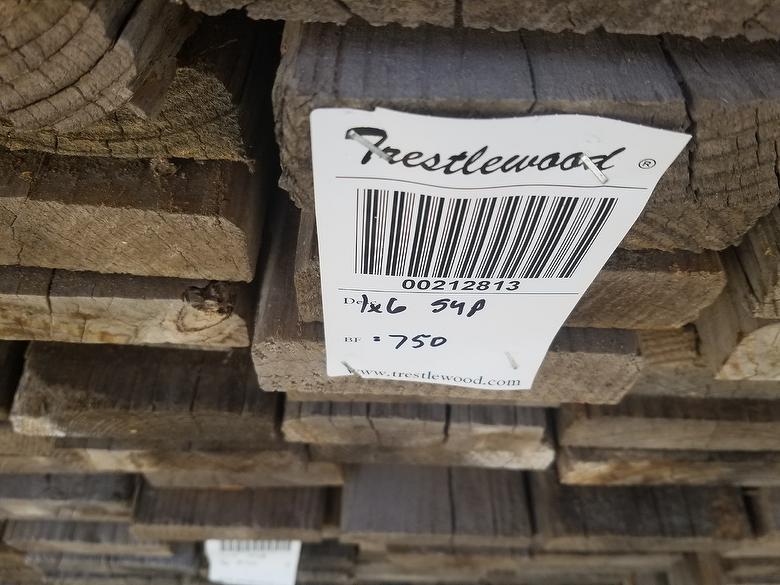 Trestlewood ®
00212813
1x6 SYP
BF : 750
www.trestlewood.com